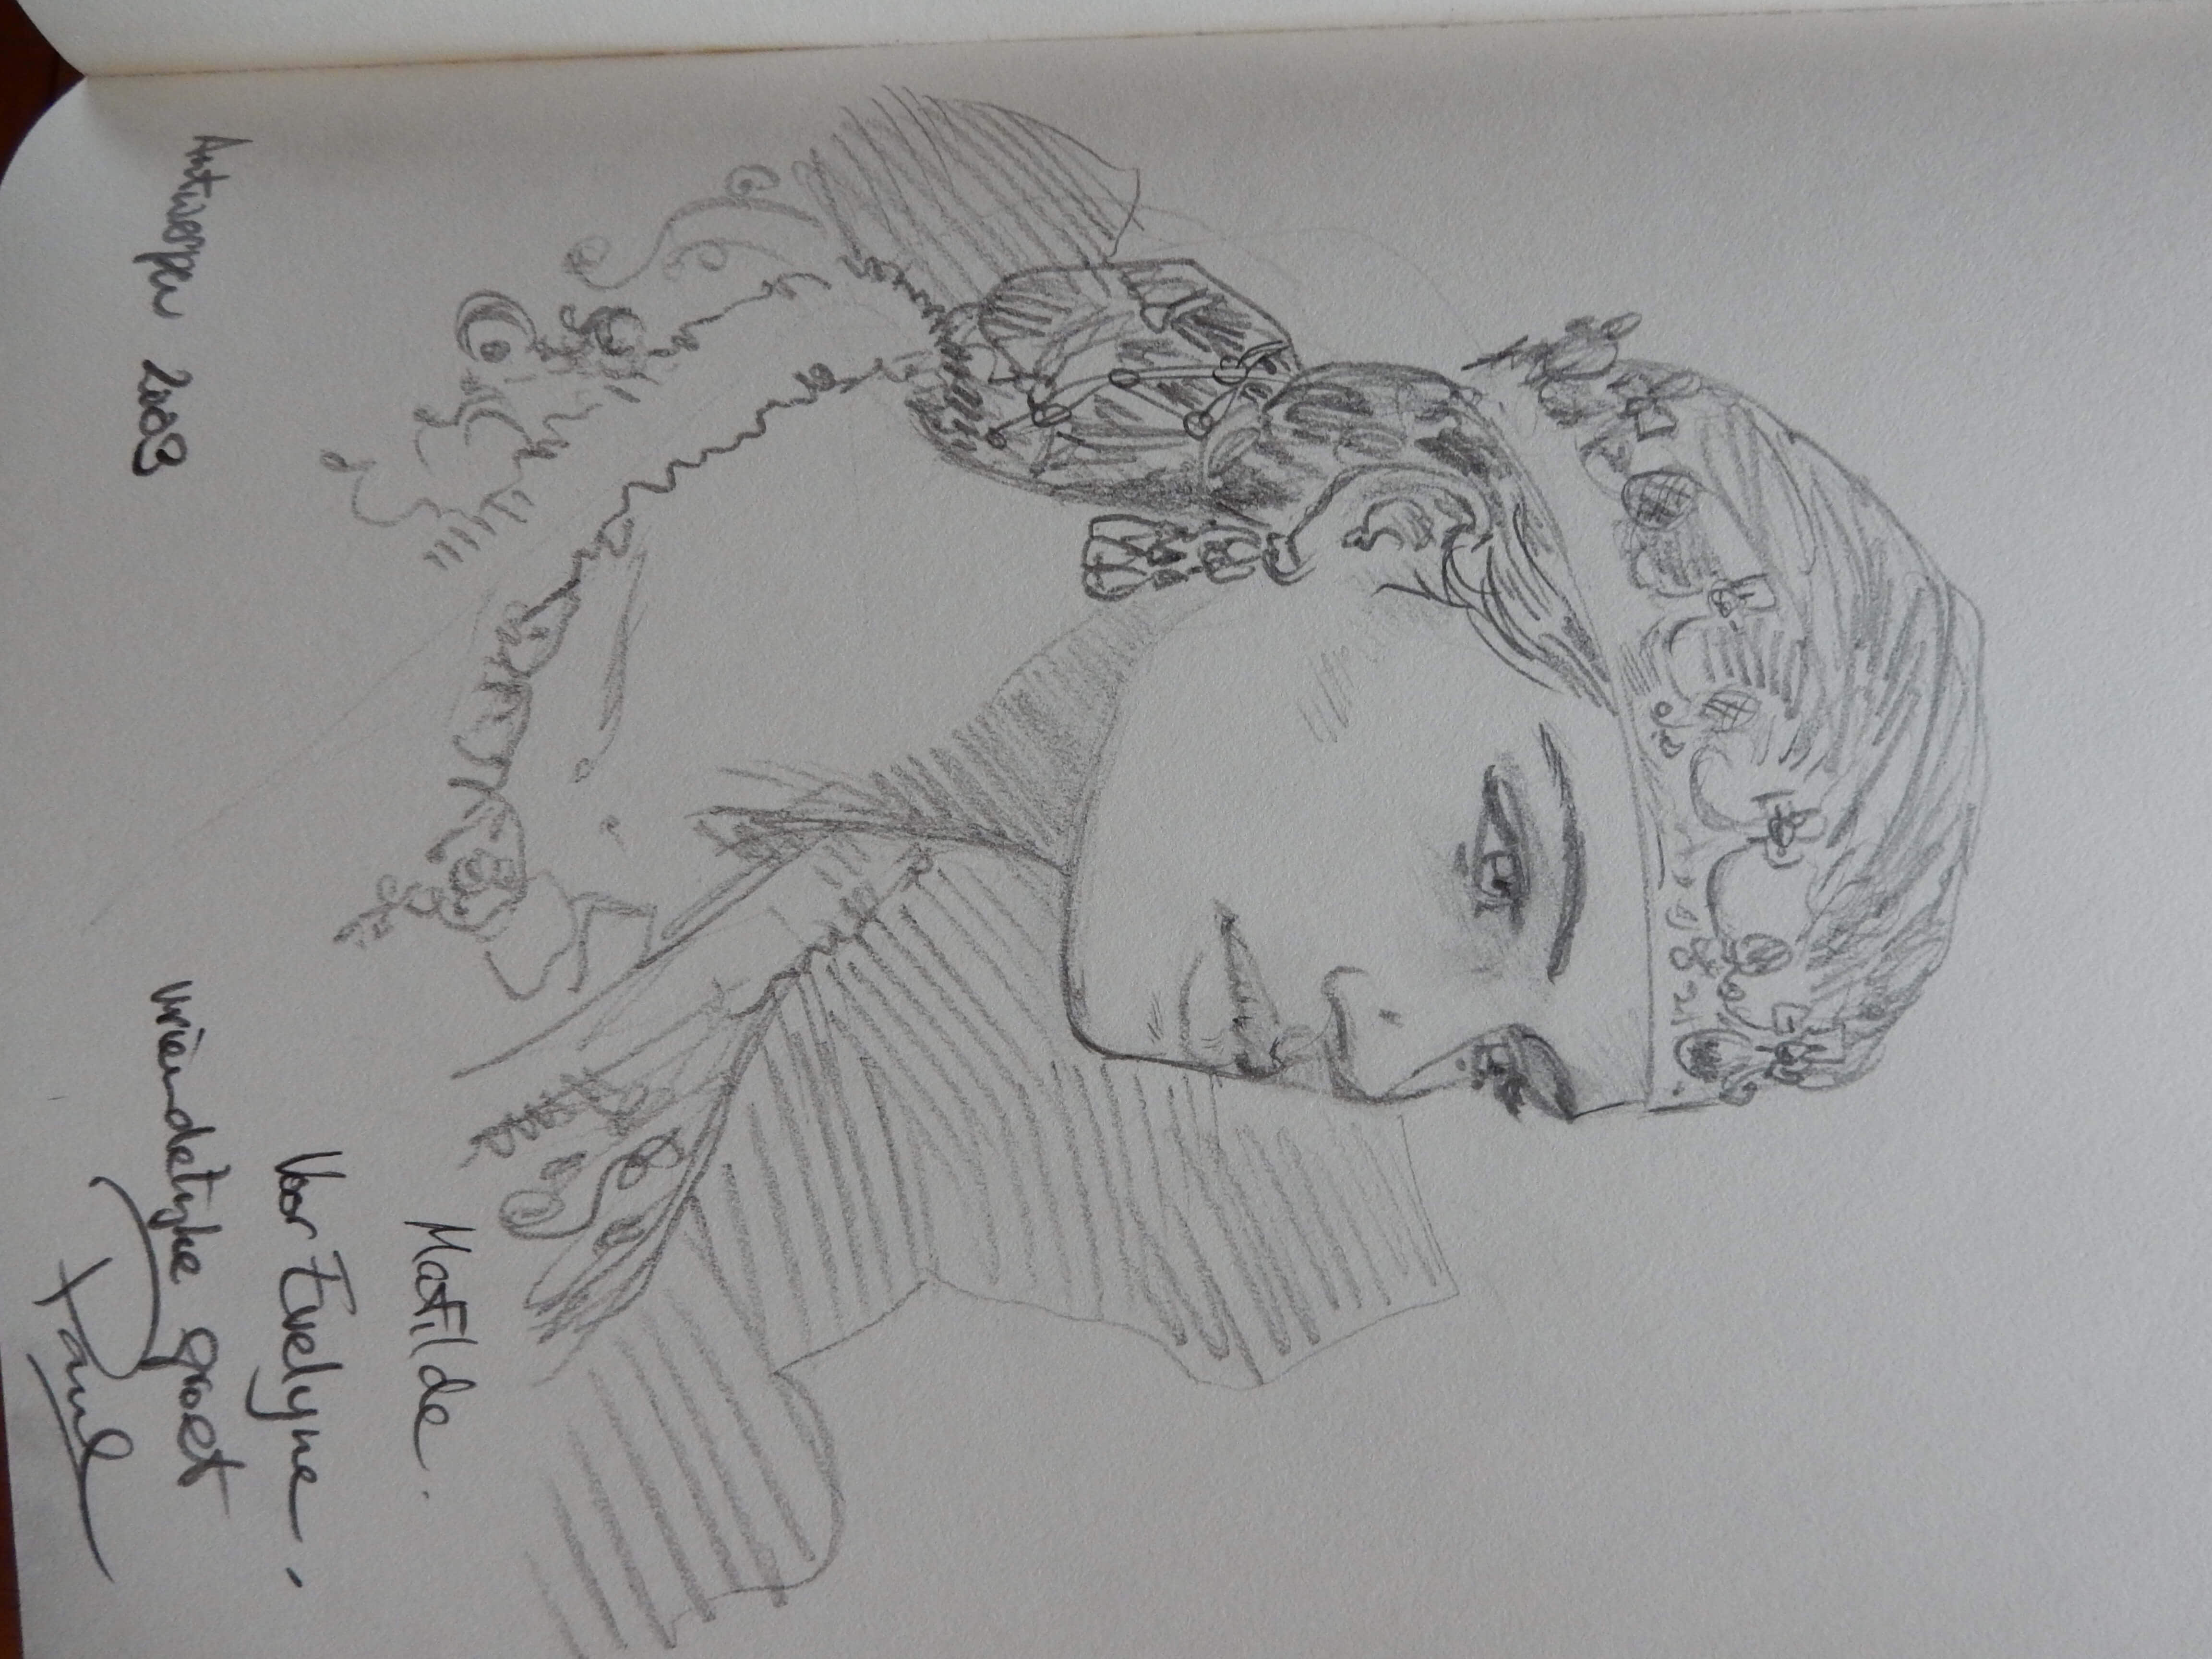 Matilde.
Voor Evelyne.
vriendelijke groet
Paul
Antwerpen 2003